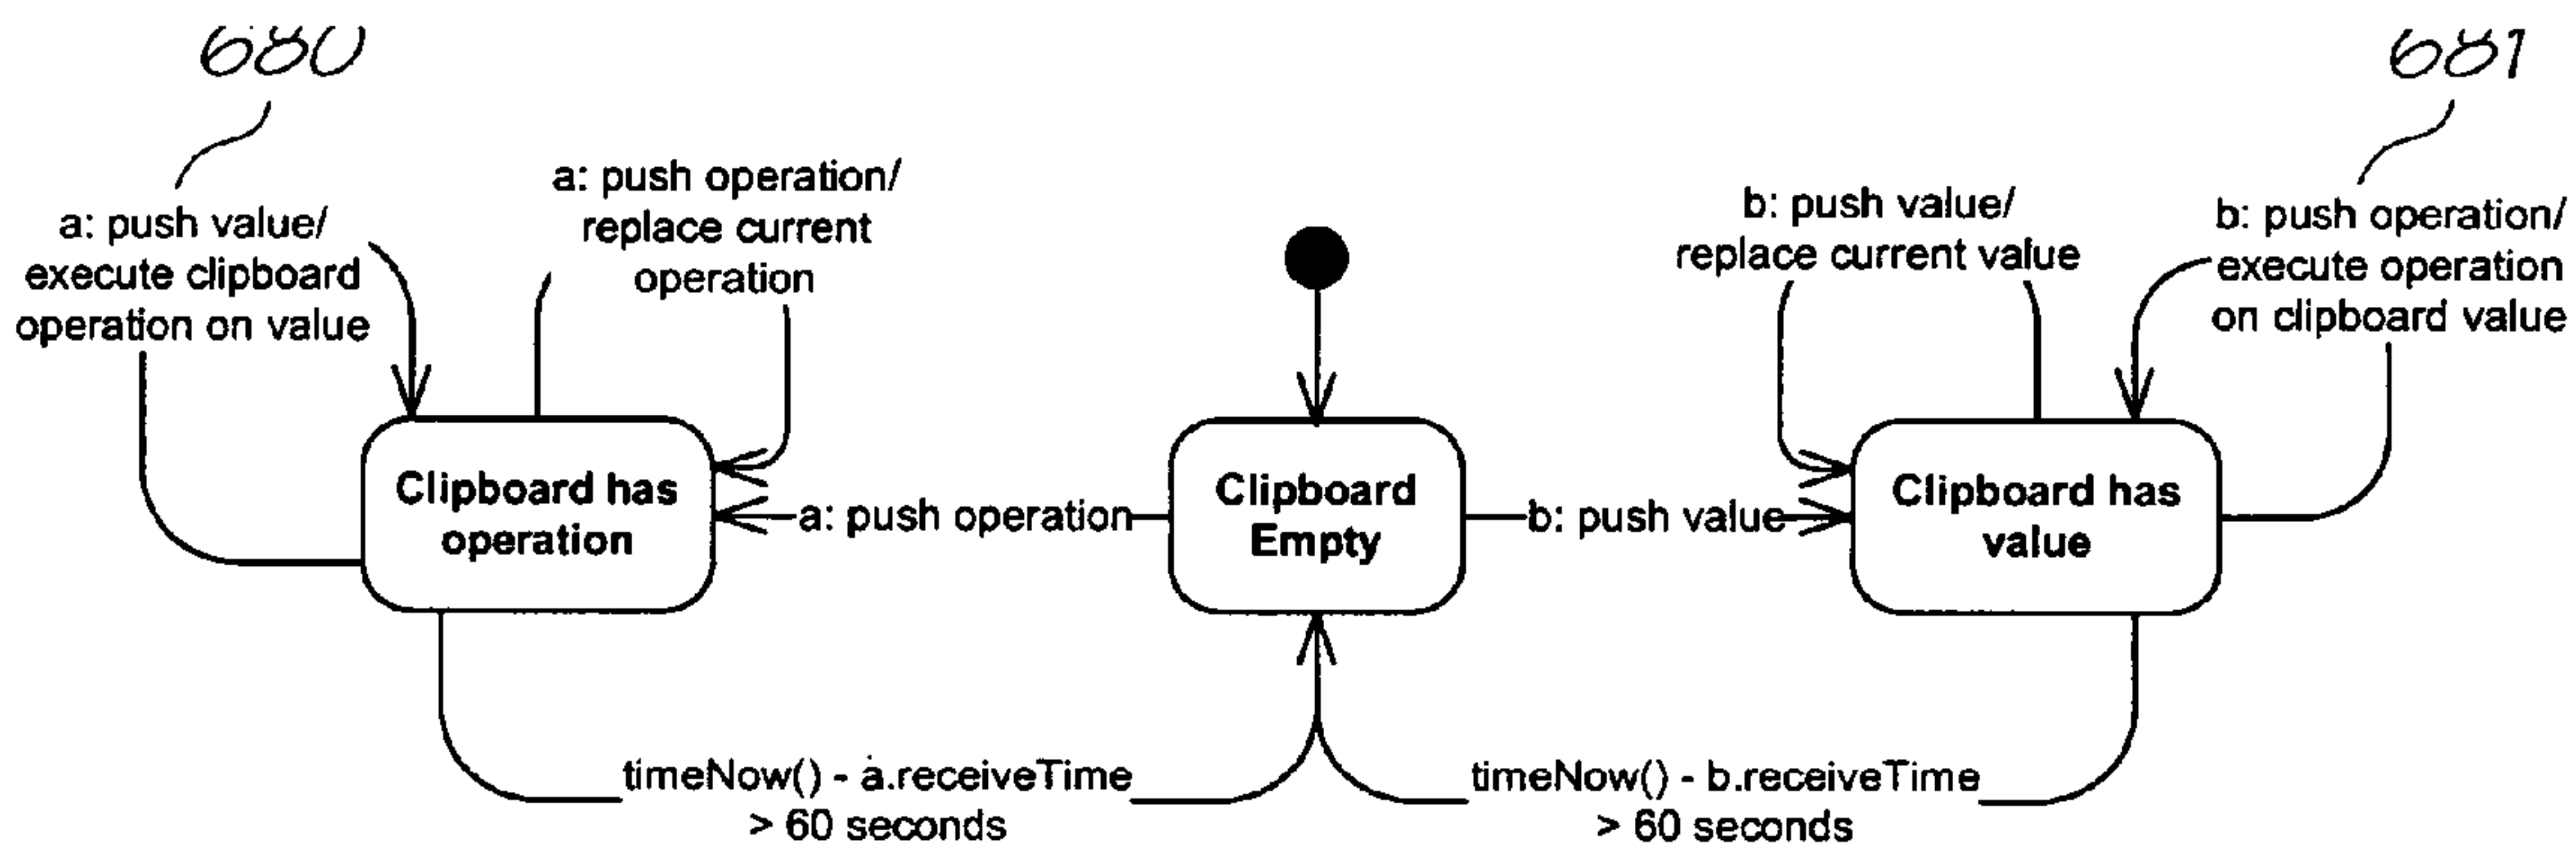 680
681
a: push value/
execute clipboard
operation on value
a: push operation/
replace current
operation
b: push value/
replace current value
b: push operation/
execute operation
on clipboard value
Clipboard has
operation
a: push operation
Clipboard
Empty
b: push value
Clipboard has
value
timeNow() - a.receiveTime
> 60 seconds
timeNow() - b.receiveTime
> 60 seconds